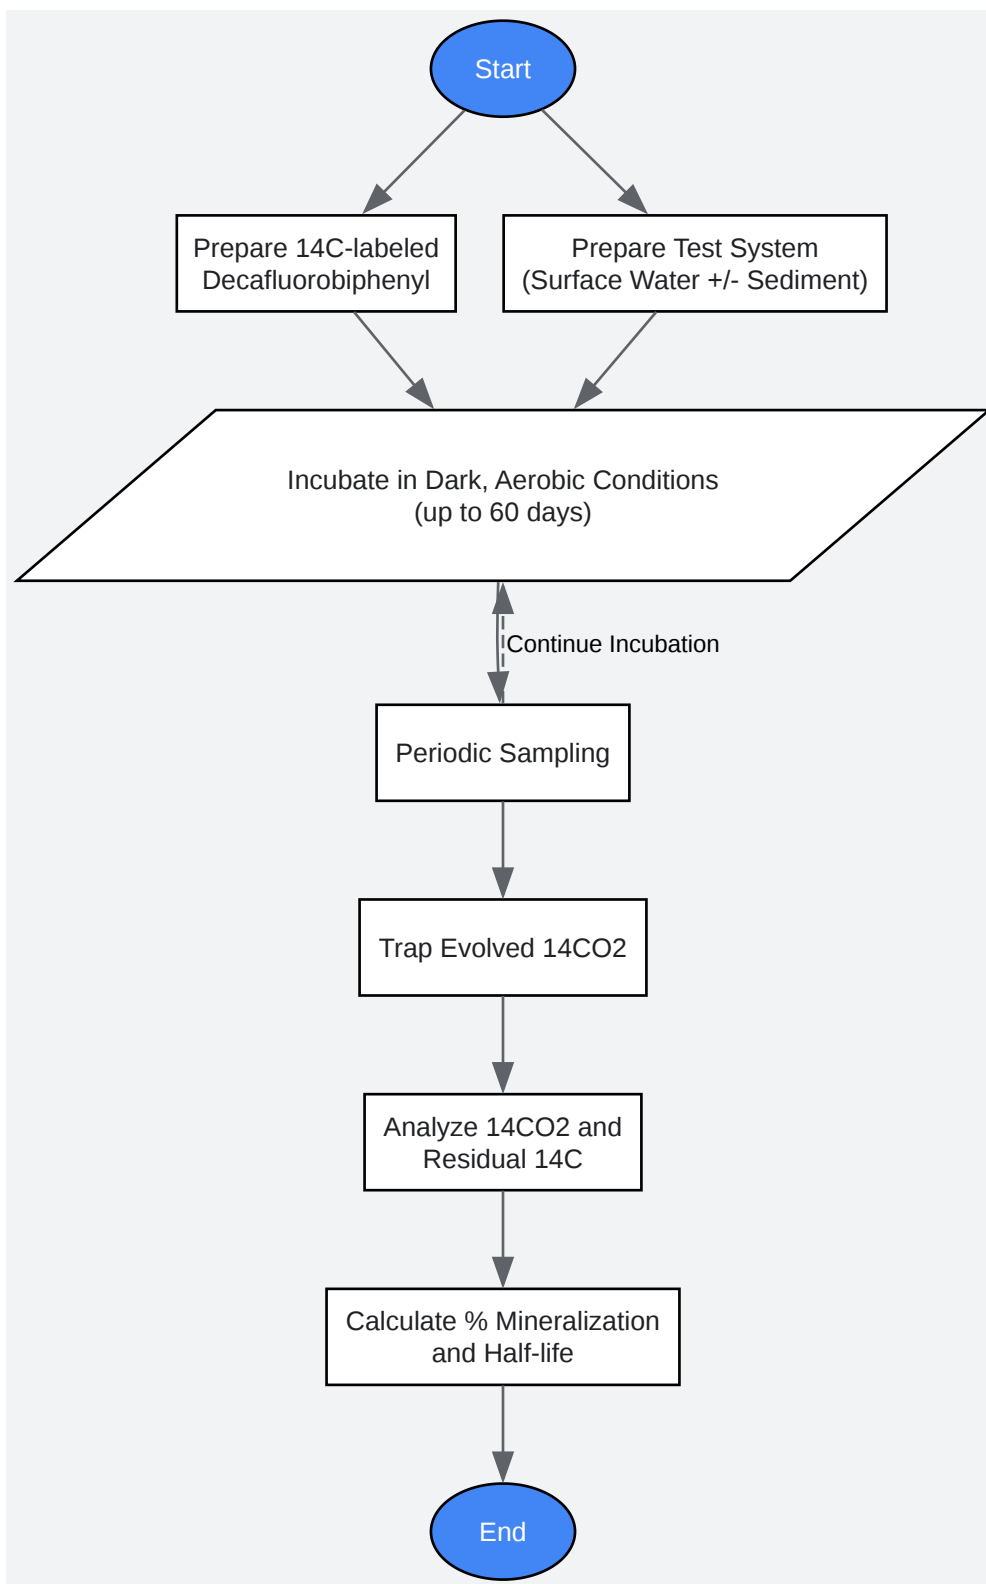 Start
Prepare 14C-labeled
Decafluorobiphenyl
Prepare Test System
(Surface Water +/- Sediment)
Incubate in Dark, Aerobic Conditions
(up to 60 days)
Continue Incubation
Periodic Sampling
Trap Evolved 14CO2
Analyze 14CO2 and
Residual 14C
Calculate % Mineralization
and Half-life
End